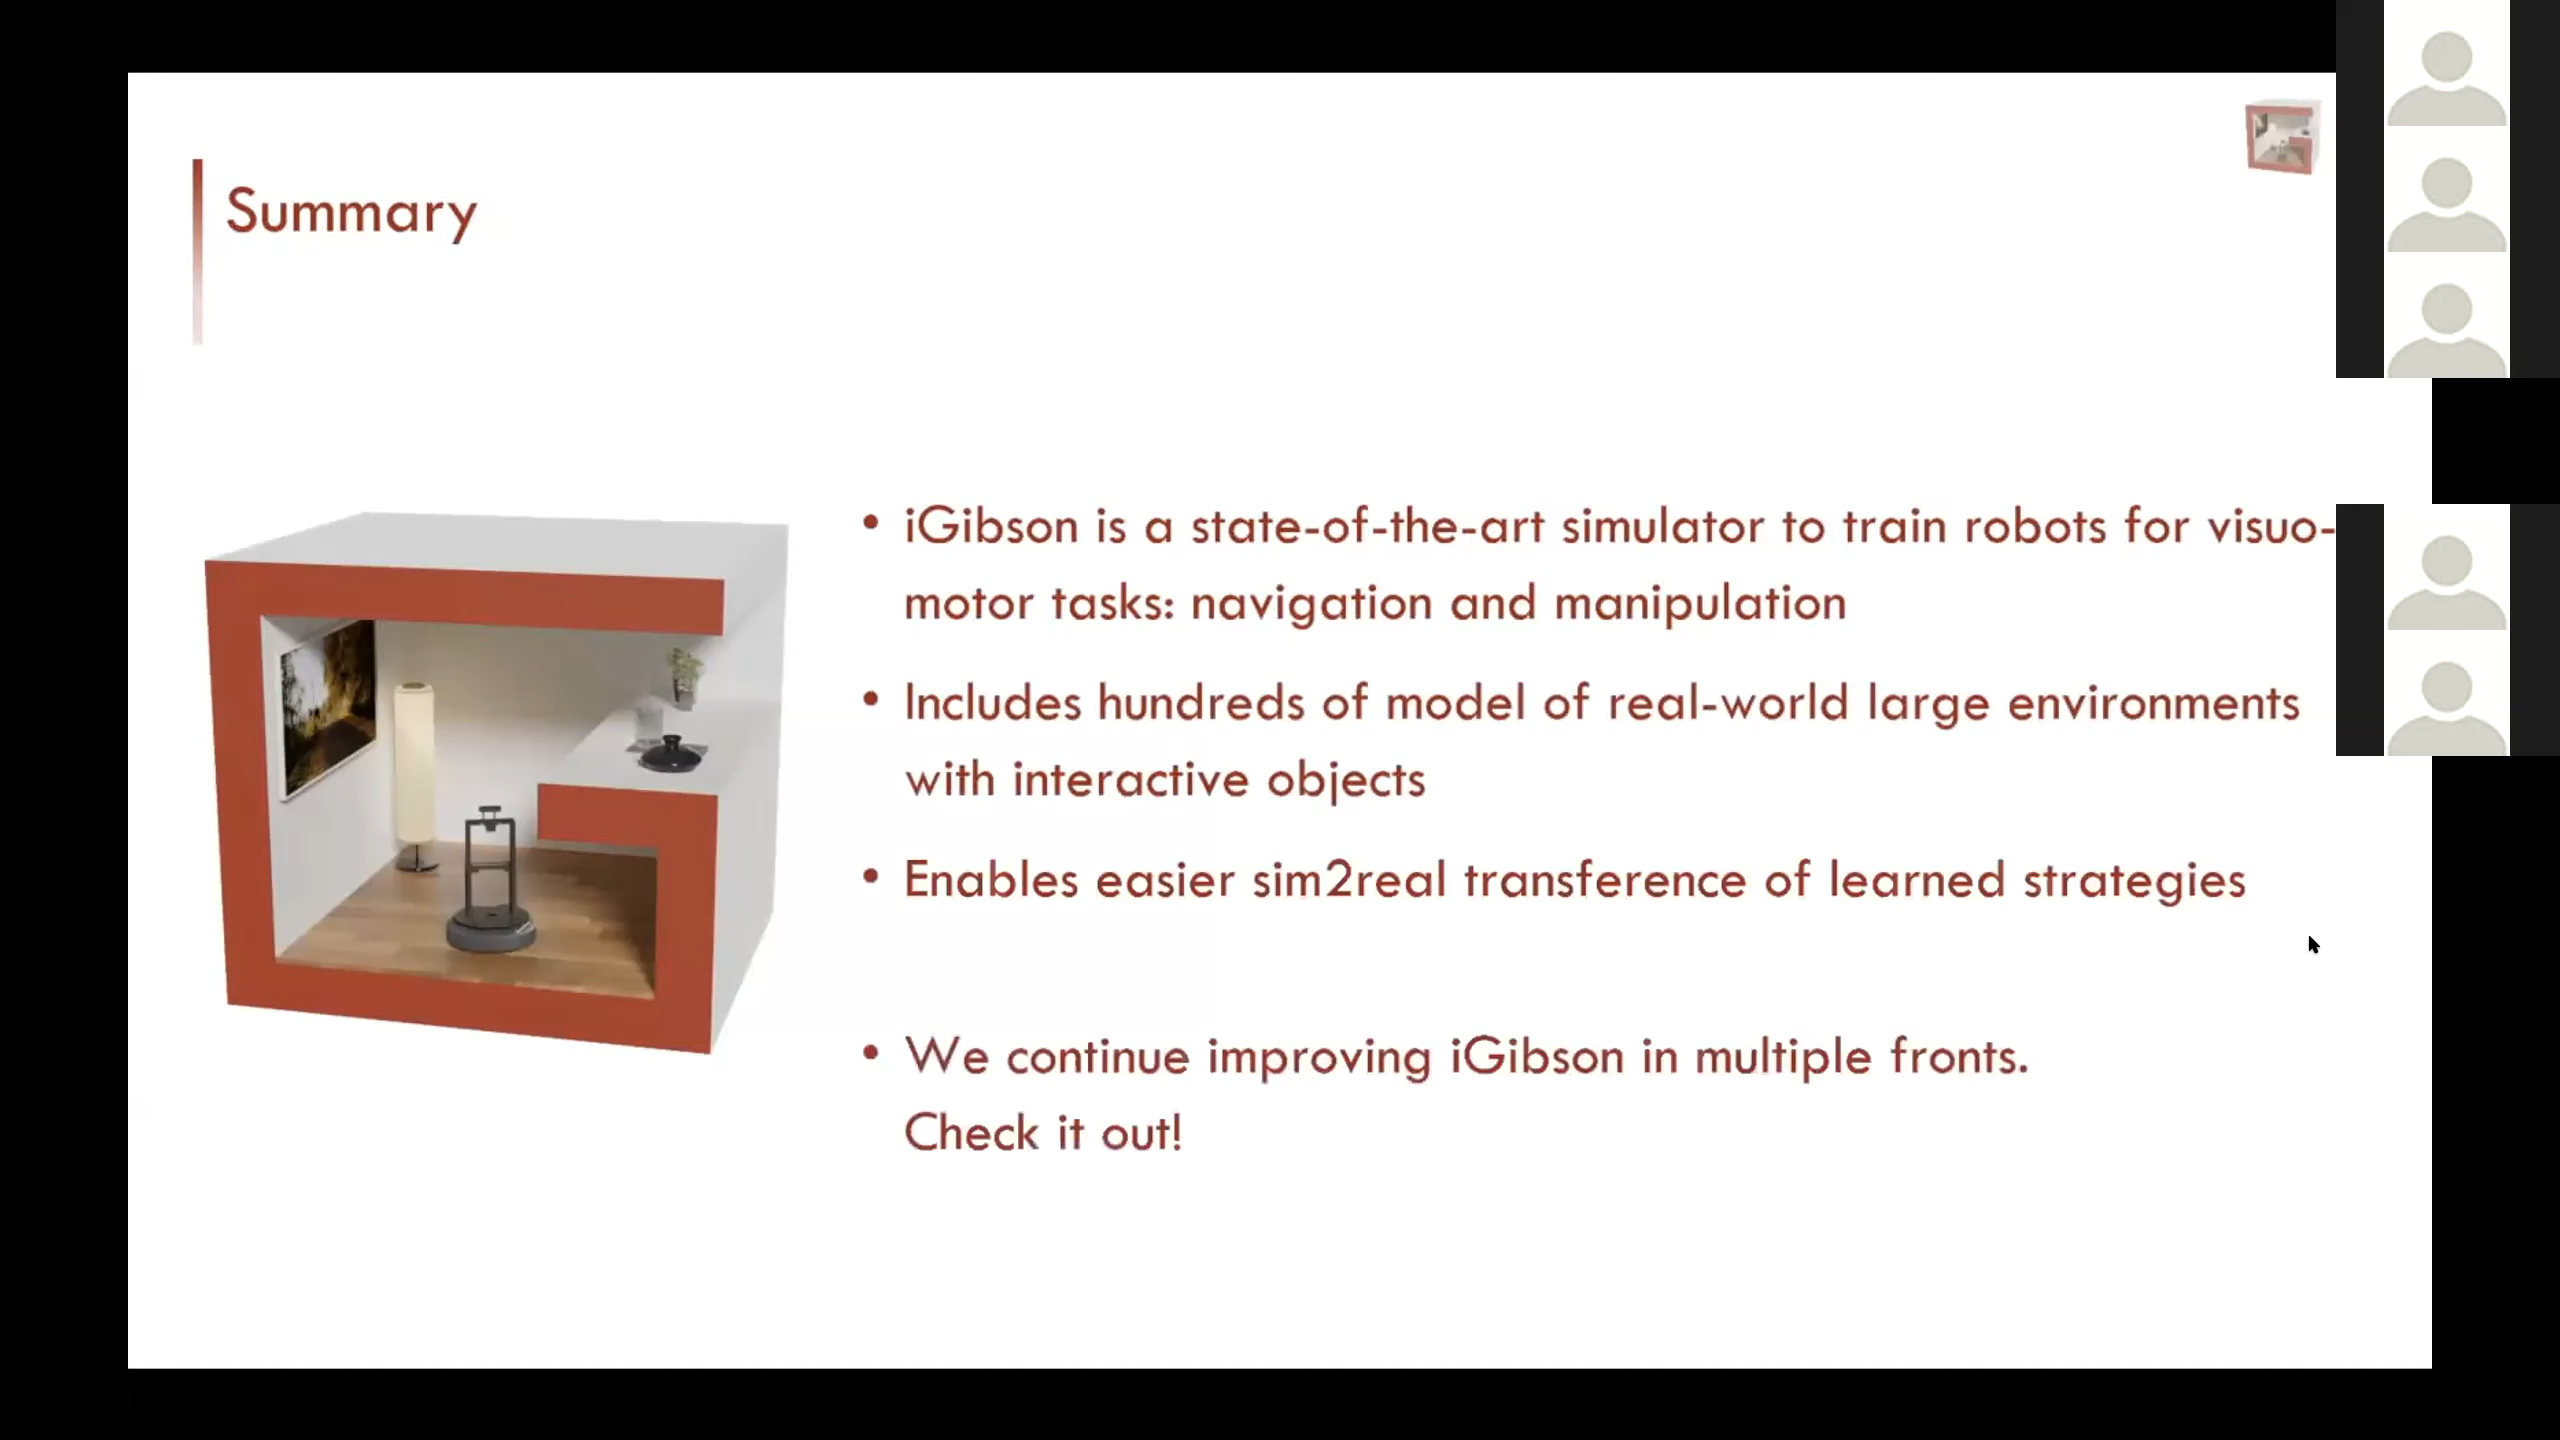 Summary
• iGibson is a state-of-the-art simulator to train robots for visuo-
motor tasks: navigation and manipulation
• Includes hundreds of model of real-world large environments
with interactive objects
• Enables easier sim2real transference of learned strategies
• We continue improving iGibson in multiple fronts.
Check it out!